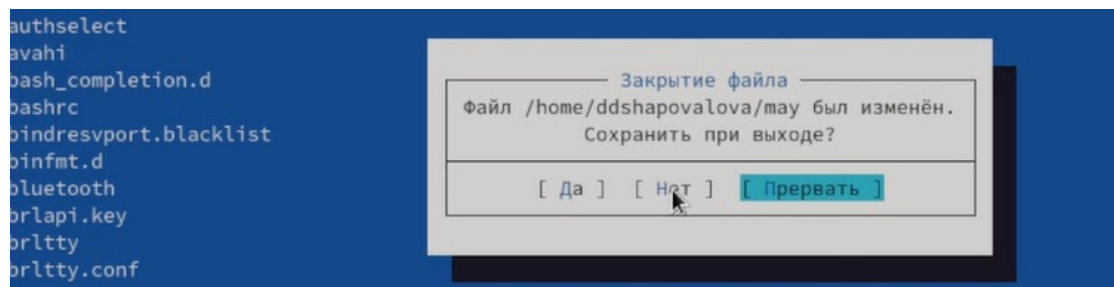 authselect
avahi
bash_completion.d
bashrc
bindresvport.blacklist
binfmt.d
bluetooth
brlapi.key
brltty
brltty.conf
Закрытие файла
Файл /home/ddshapovalova/may был изменён.
Сохранить при выходе?
[ Да ] [ Нет ] [ Прервать ]